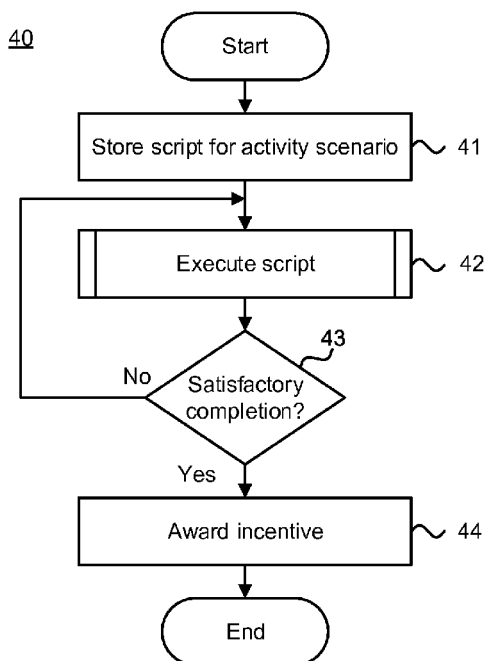 40
Start
Store script for activity scenario
41
Execute script
42
43
No
Satisfactory
completion?
Yes
Award incentive
44
End